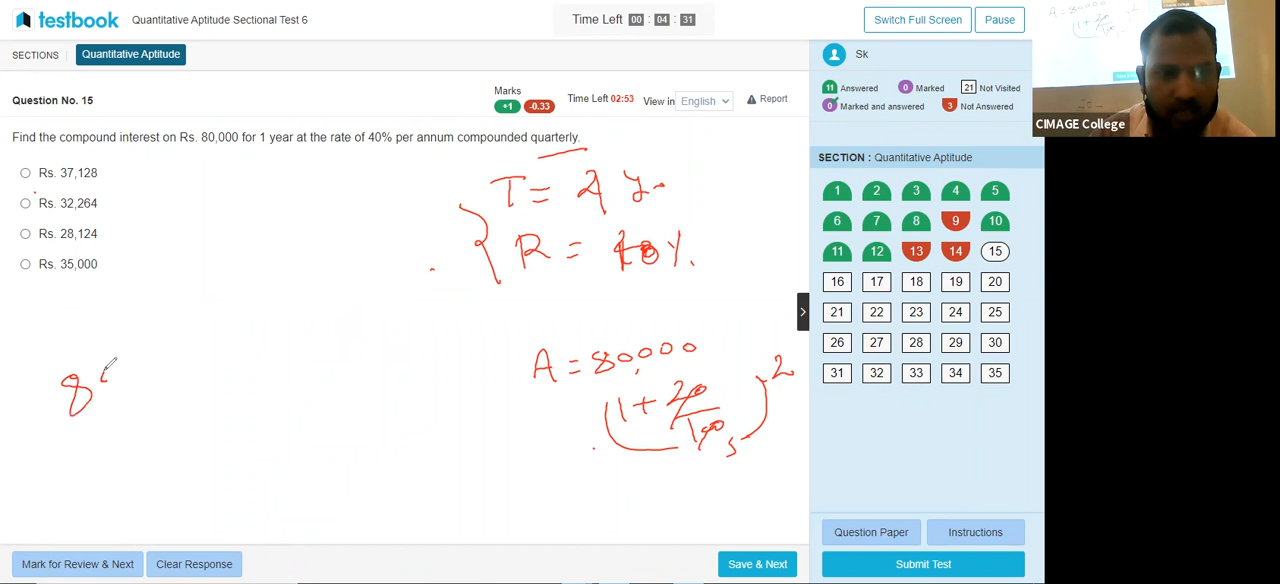 testbook
Quantitative Aptitude Sectional Test 6
Time Left 00 : 04 : 31
Switch Full Screen
Pause
SECTIONS
Quantitative Aptitude
Sk
Question No. 15
Marks
+1 -0.33
Time Left 02:53
View in English
Report
Find the compound interest on Rs. 80,000 for 1 year at the rate of 40% per annum compounded quarterly.
Rs. 37,128
Rs. 32,264
Rs. 28,124
Rs. 35,000
R =
A = 80,000
8
11 Answered
0 Marked
21 Not Visited
0 Marked and answered
3 Not Answered
CIMAGE College
SECTION : Quantitative Aptitude
1 2 3 4 5
6 7 8 9 10
11 12 13 14 15
16 17 18 19 20
21 22 23 24 25
26 27 28 29 30
31 32 33 34 35
Question Paper
Instructions
Mark for Review & Next
Clear Response
Save & Next
Submit Test